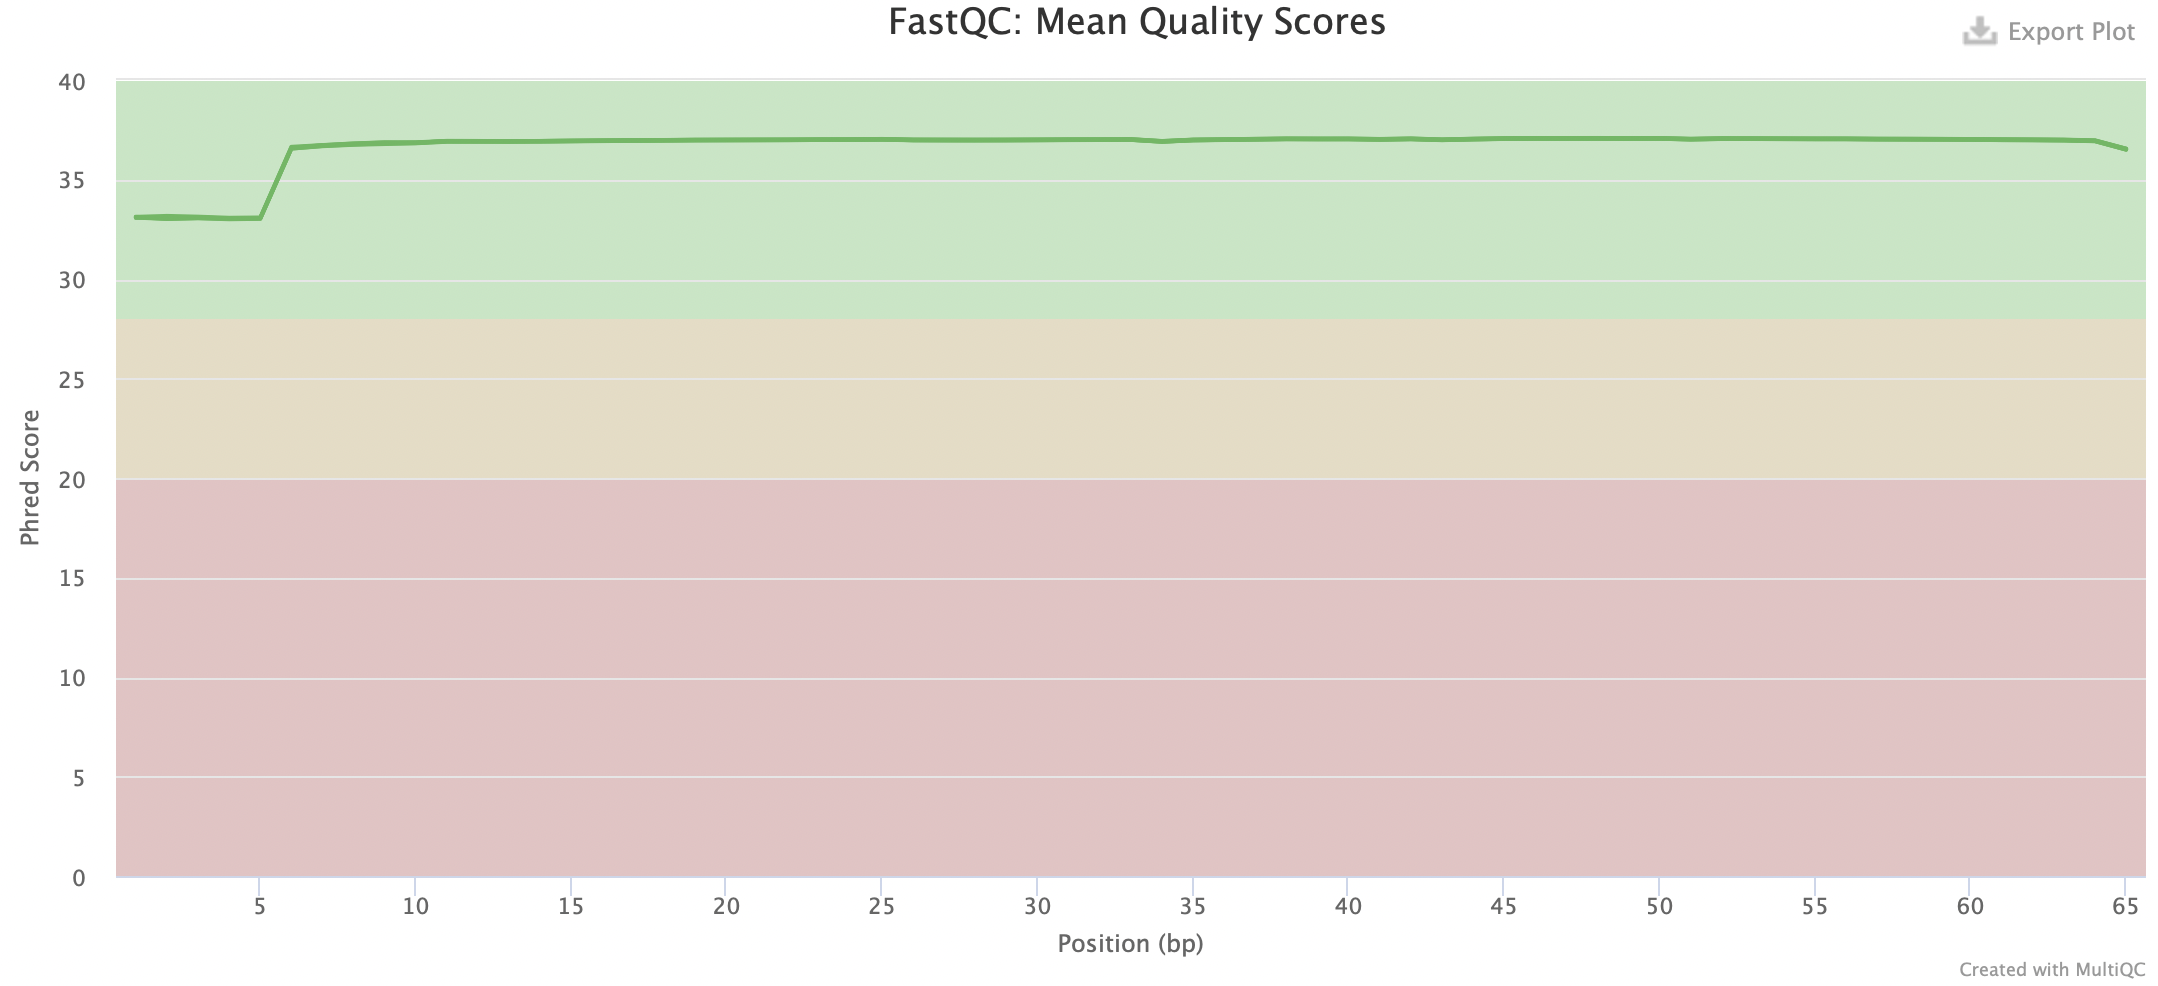 FastQC: Mean Quality Scores
Export Plot
40
35
30
25
20
15
10
5
0
Phred Score
5 10 15 20 25 30 35 40 45 50 55 60 65
Position (bp)
Created with MultiQC